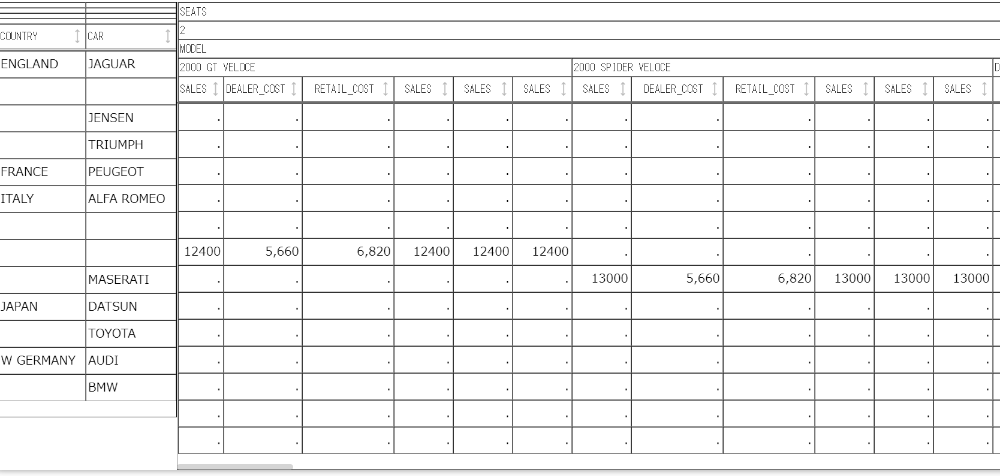 SEATS
2
MODEL
2000 GT VELOCE 2000 SPIDER VELOCE D
COUNTRY CAR SALES DEALER_COST RETAIL_COST SALES SALES SALES SALES DEALER_COST RETAIL_COST SALES SALES SALES
ENGLAND JAGUAR
. . . . . . . . . . . .
JENSEN
. . . . . . . . . . . .
TRIUMPH
. . . . . . . . . . . .
FRANCE PEUGEOT
. . . . . . . . . . . .
ITALY ALFA ROMEO
. . . . . . . . . . . .
12400 5,660 6,820 12400 12400 12400 . . . . . .
MASERATI . . . . . . 13000 5,660 6,820 13000 13000 13000
JAPAN DATSUN . . . . . . . . . . . .
TOYOTA . . . . . . . . . . . .
W GERMANY AUDI . . . . . . . . . . . .
BMW . . . . . . . . . . . .
. . . . . . . . . . . .
. . . . . . . . . . . .